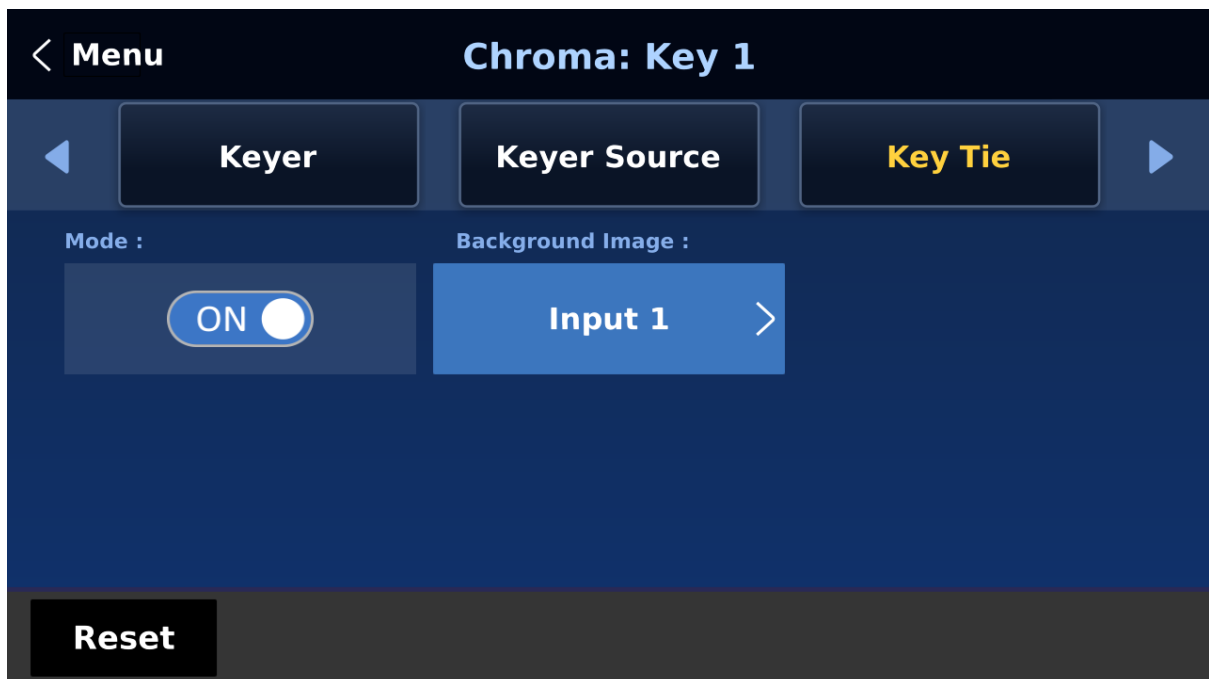 Menu
Chroma: Key 1
Keyer
Keyer Source
Key Tie
Mode :
Background Image :
ON
Input 1
Reset